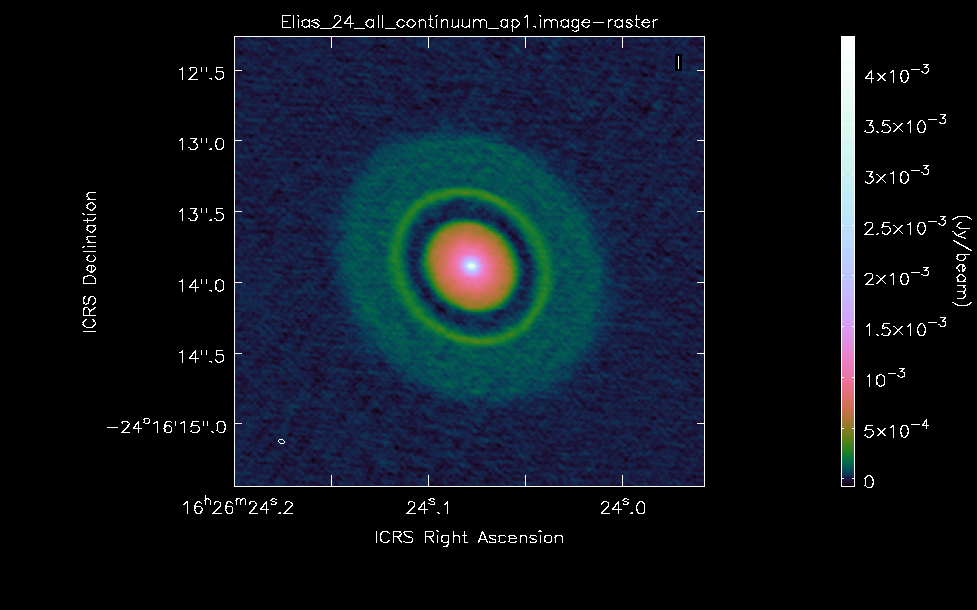 Elias_24_all_continuum_ap1.image-raster
I
12".5
13".0
13".5
14".0
14".5
-24°16'15".0
ICRS Declination
16ʰ26ᵐ24ˢ.2
24ˢ.1
24ˢ.0
ICRS Right Ascension
4×10⁻³
3.5×10⁻³
3×10⁻³
2.5×10⁻³
2×10⁻³
1.5×10⁻³
10⁻³
5×10⁻⁴
0
(Jy/beam)